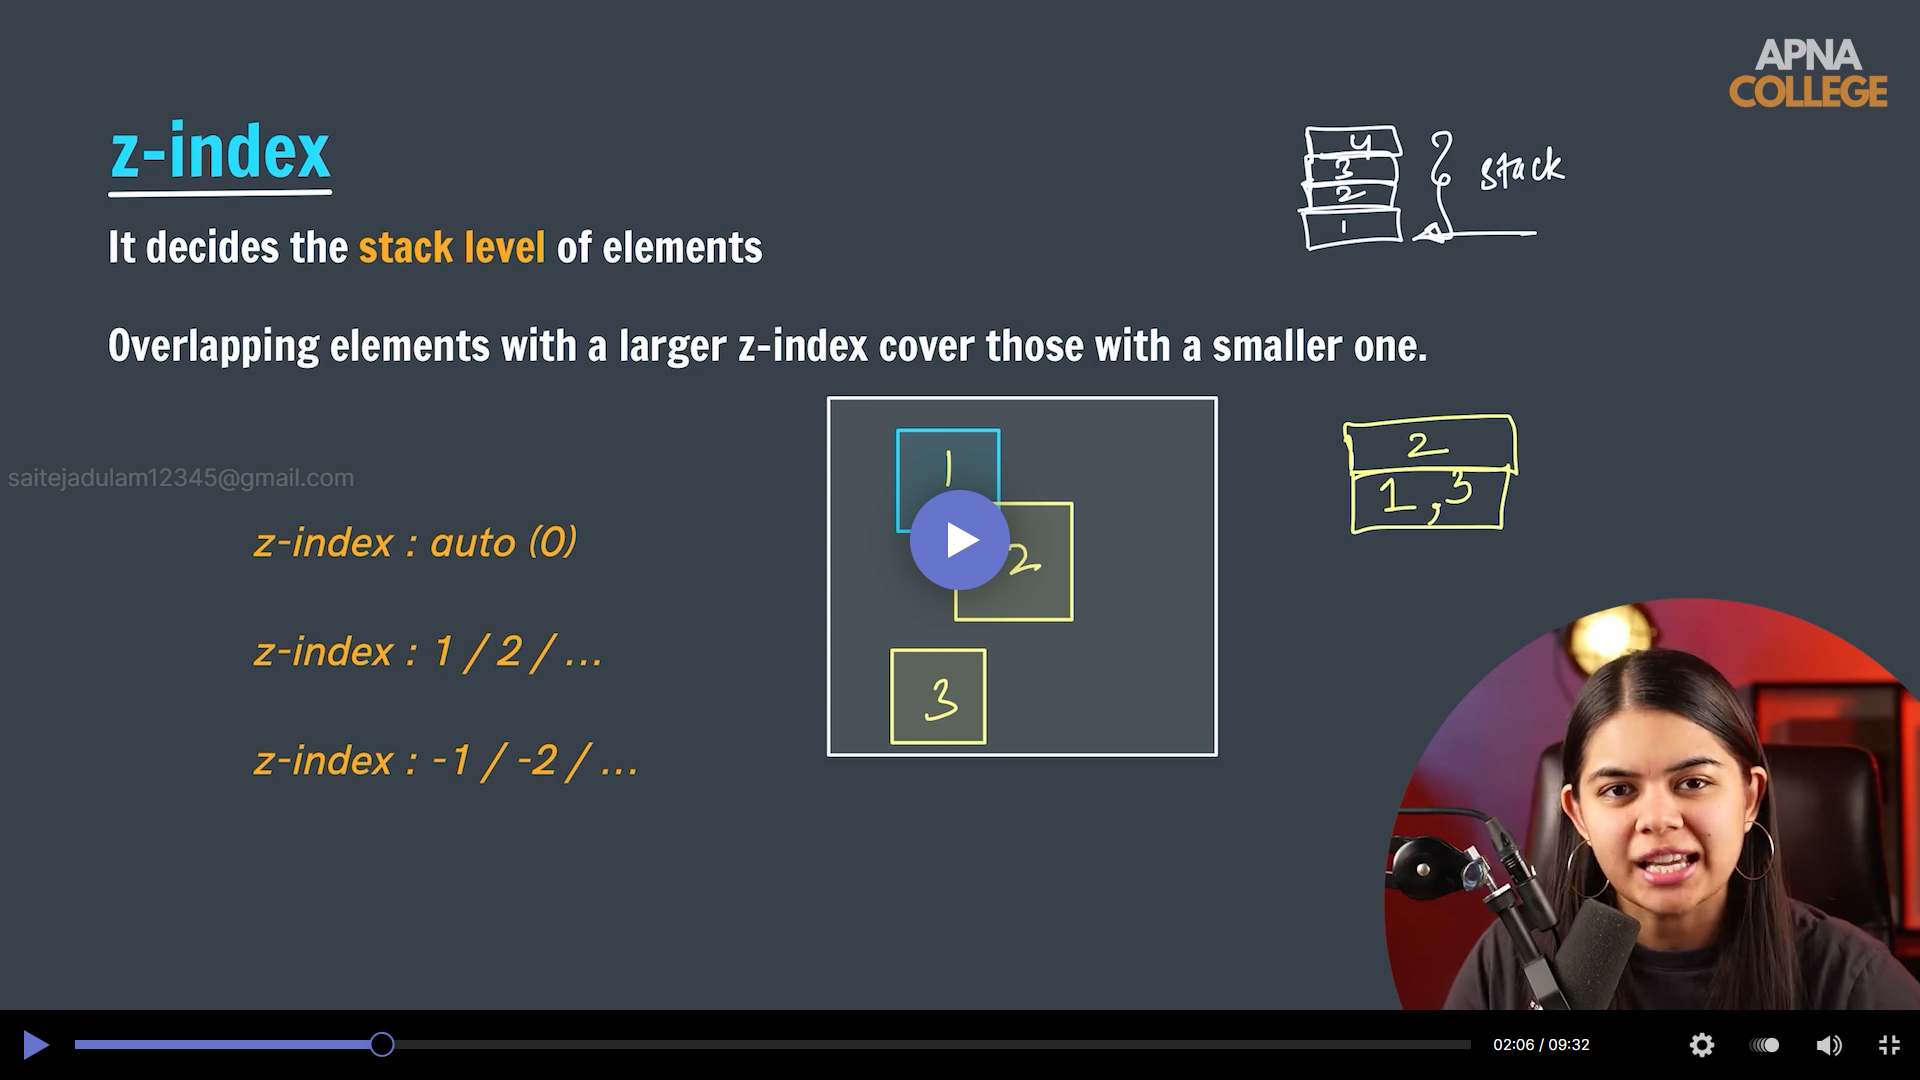 APNA
COLLEGE
z-index
4
3
2
1
stack
It decides the stack level of elements
Overlapping elements with a larger z-index cover those with a smaller one.
1
2
3
2
1, 3
saitejadulam12345@gmail.com
z-index : auto (0)
z-index : 1 / 2 / ...
z-index : -1 / -2 / ...
02:06 / 09:32